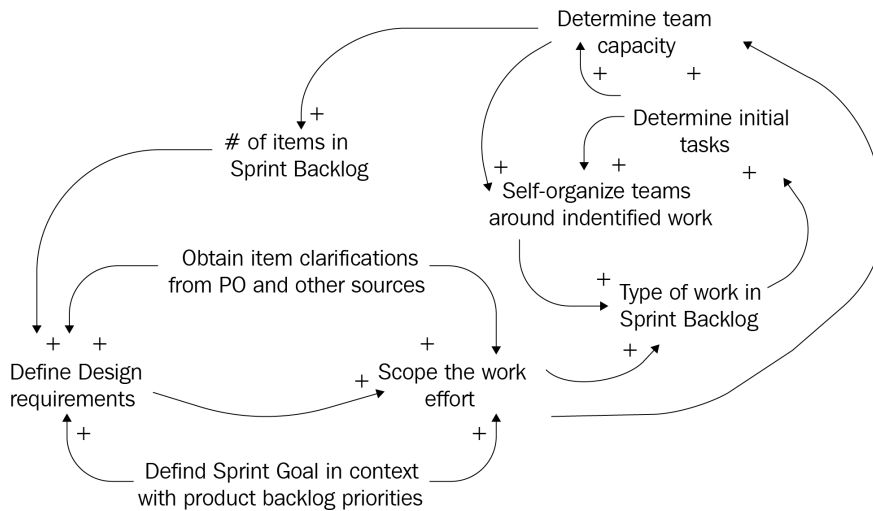 Determine team
capacity
+ +
Determine initial
tasks
+
# of items in
Sprint Backlog
+ + +
Self-organize teams
around indentified work
Obtain item clarifications
from PO and other sources
+
Type of work in
Sprint Backlog
+ + + +
Define Design
requirements
+
Scope the work
effort
+ +
Defind Sprint Goal in context
with product backlog priorities